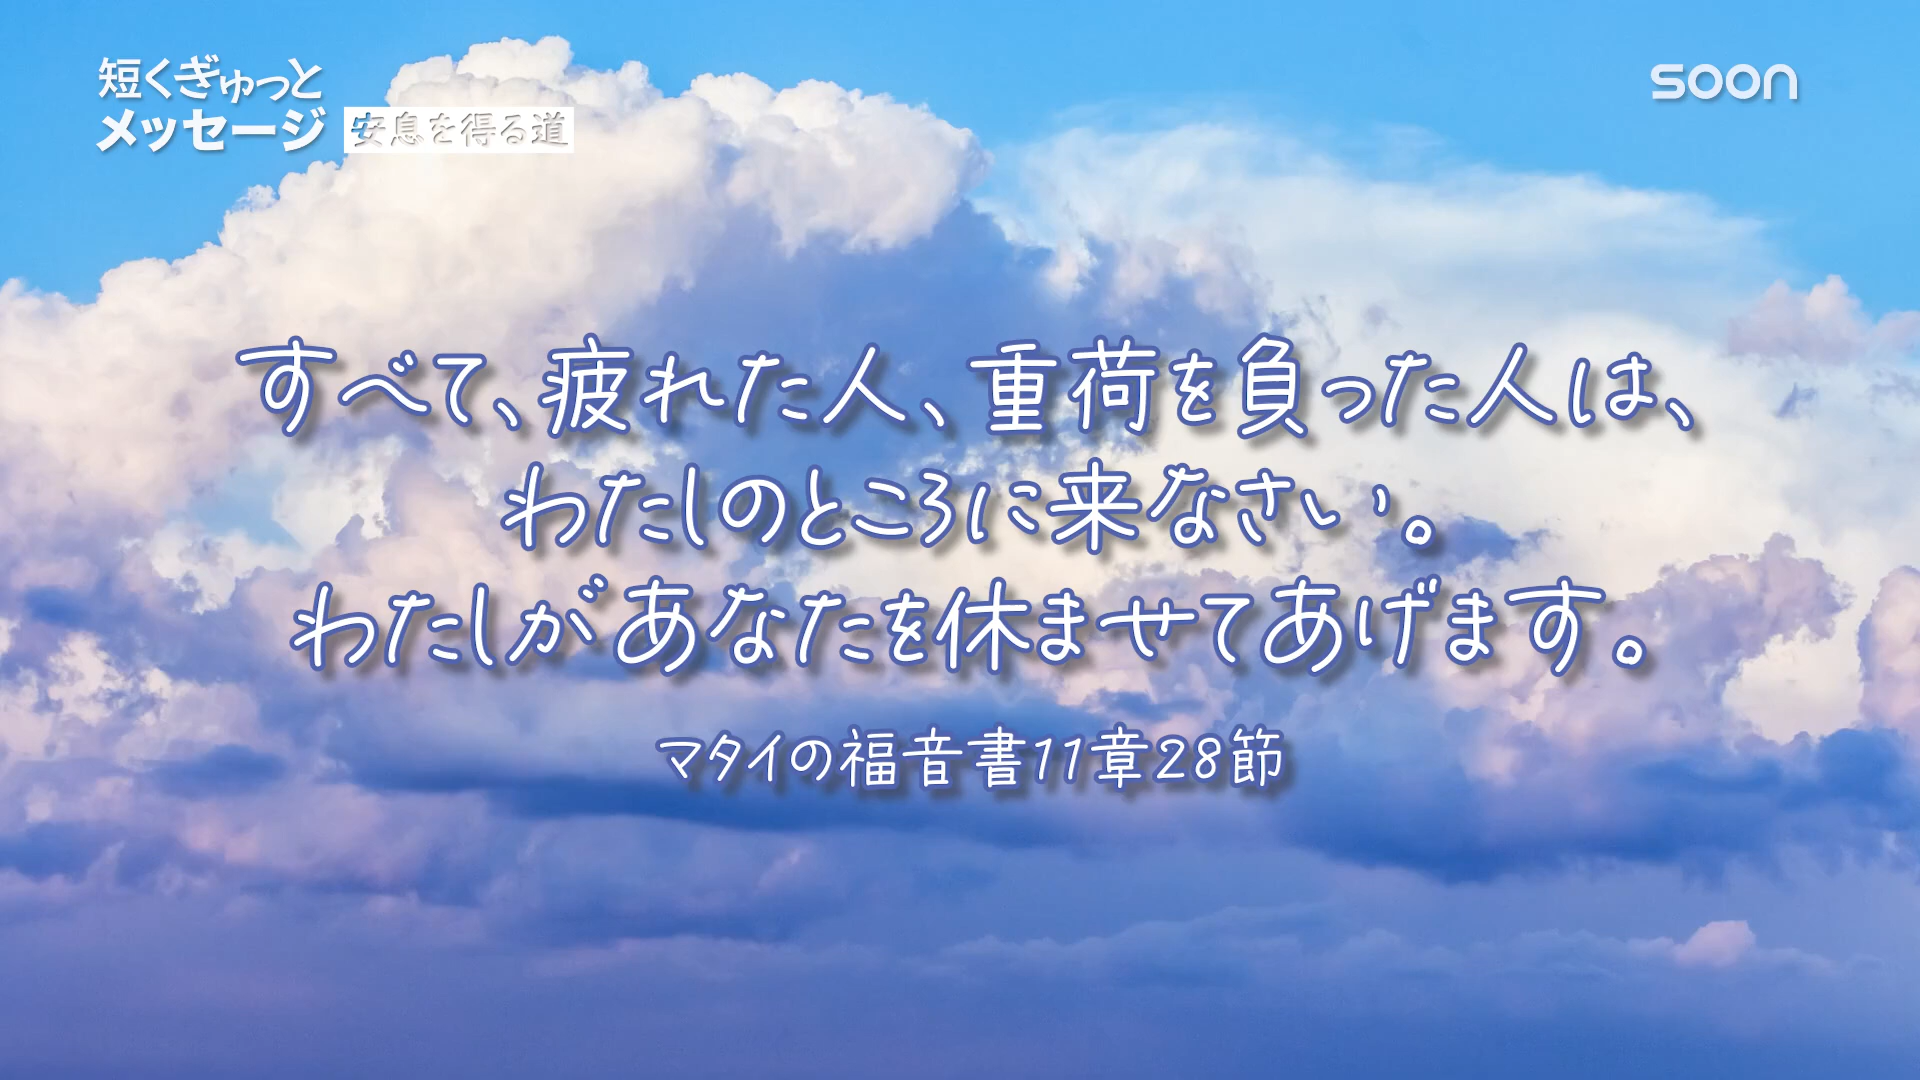 短くぎゅっと
メッセージ 安息を得る道
soon
すべて、疲れた人、重荷を負った人は、
わたしのところに来なさい。
わたしがあなたを休ませてあげます。
マタイの福音書11章28節